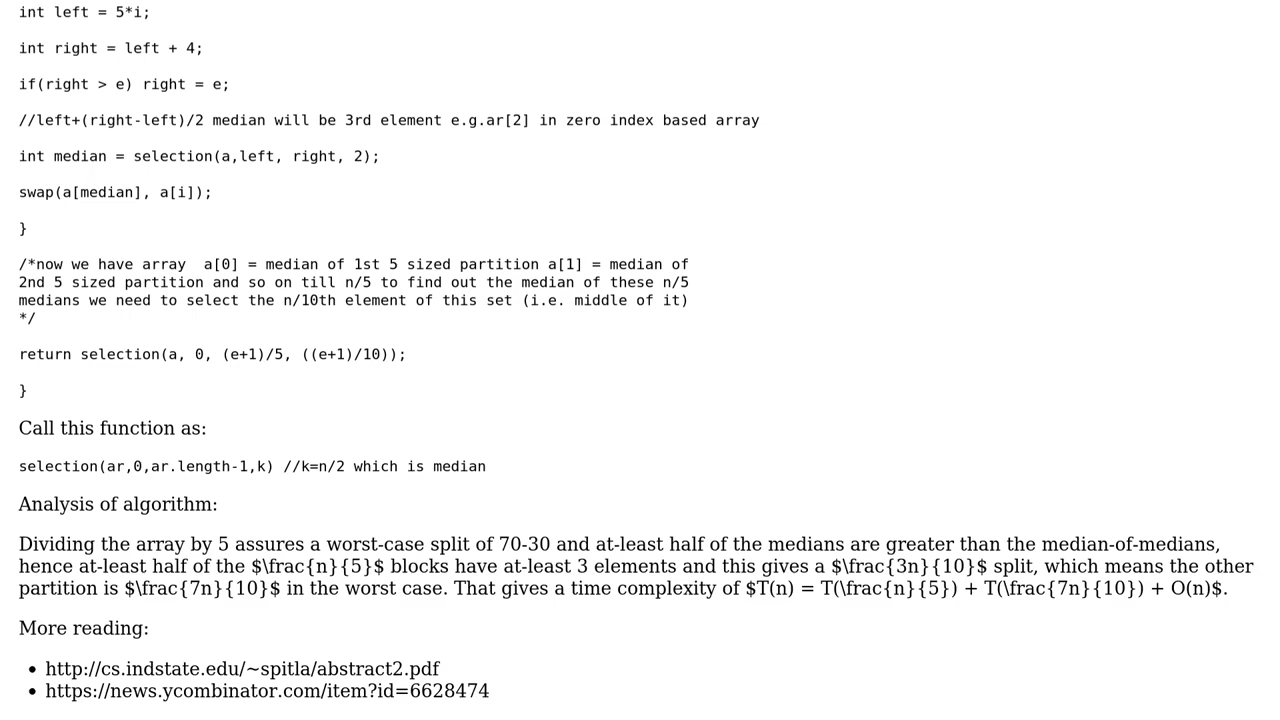 int left = 5*i;
int right = left + 4;
if(right > e) right = e;
//left+(right-left)/2 median will be 3rd element e.g.ar[2] in zero index based array
int median = selection(a,left, right, 2);
swap(a[median], a[i]);
}
/*now we have array  a[0] = median of 1st 5 sized partition a[1] = median of
2nd 5 sized partition and so on till n/5 to find out the median of these n/5
medians we need to select the n/10th element of this set (i.e. middle of it)
*/
return selection(a, 0, (e+1)/5, ((e+1)/10));
}
Call this function as:
selection(ar,0,ar.length-1,k) //k=n/2 which is median
Analysis of algorithm:
Dividing the array by 5 assures a worst-case split of 70-30 and at-least half of the medians are greater than the median-of-medians,
hence at-least half of the $\frac{n}{5}$ blocks have at-least 3 elements and this gives a $\frac{3n}{10}$ split, which means the other
partition is $\frac{7n}{10}$ in the worst case. That gives a time complexity of $T(n) = T(\frac{n}{5}) + T(\frac{7n}{10}) + O(n)$.
More reading:
• http://cs.indstate.edu/~spitla/abstract2.pdf
• https://news.ycombinator.com/item?id=6628474